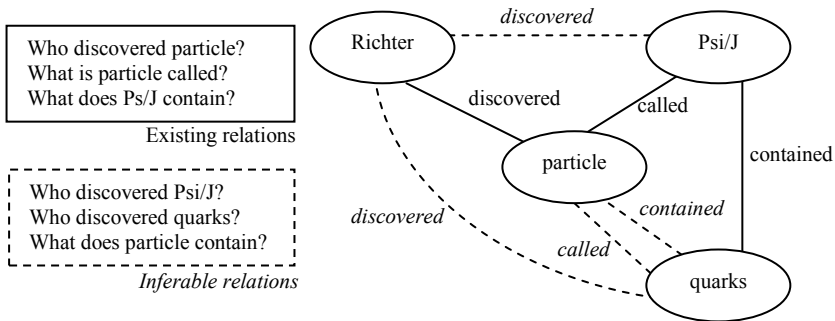 Who discovered particle?
What is particle called?
What does Ps/J contain?
Existing relations
Who discovered Psi/J?
Who discovered quarks?
What does particle contain?
Inferable relations
Richter
discovered
Psi/J
discovered
called
particle
contained
discovered
contained
called
quarks